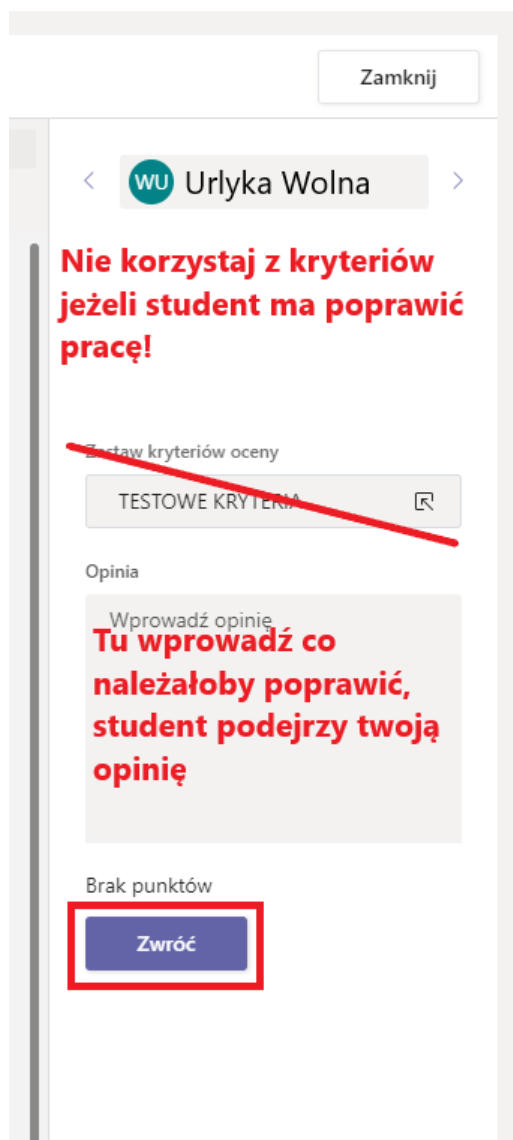 Zamknij
WU Urlyka Wolna
Nie korzystaj z kryteriów
jeżeli student ma poprawić
pracę!
Zestaw kryteriów oceny
TESTOWE KRYTERIA
Opinia
Wprowadź opinię
Tu wprowadź co
należałoby poprawić,
student podejrzy twoją
opinię
Brak punktów
Zwróć